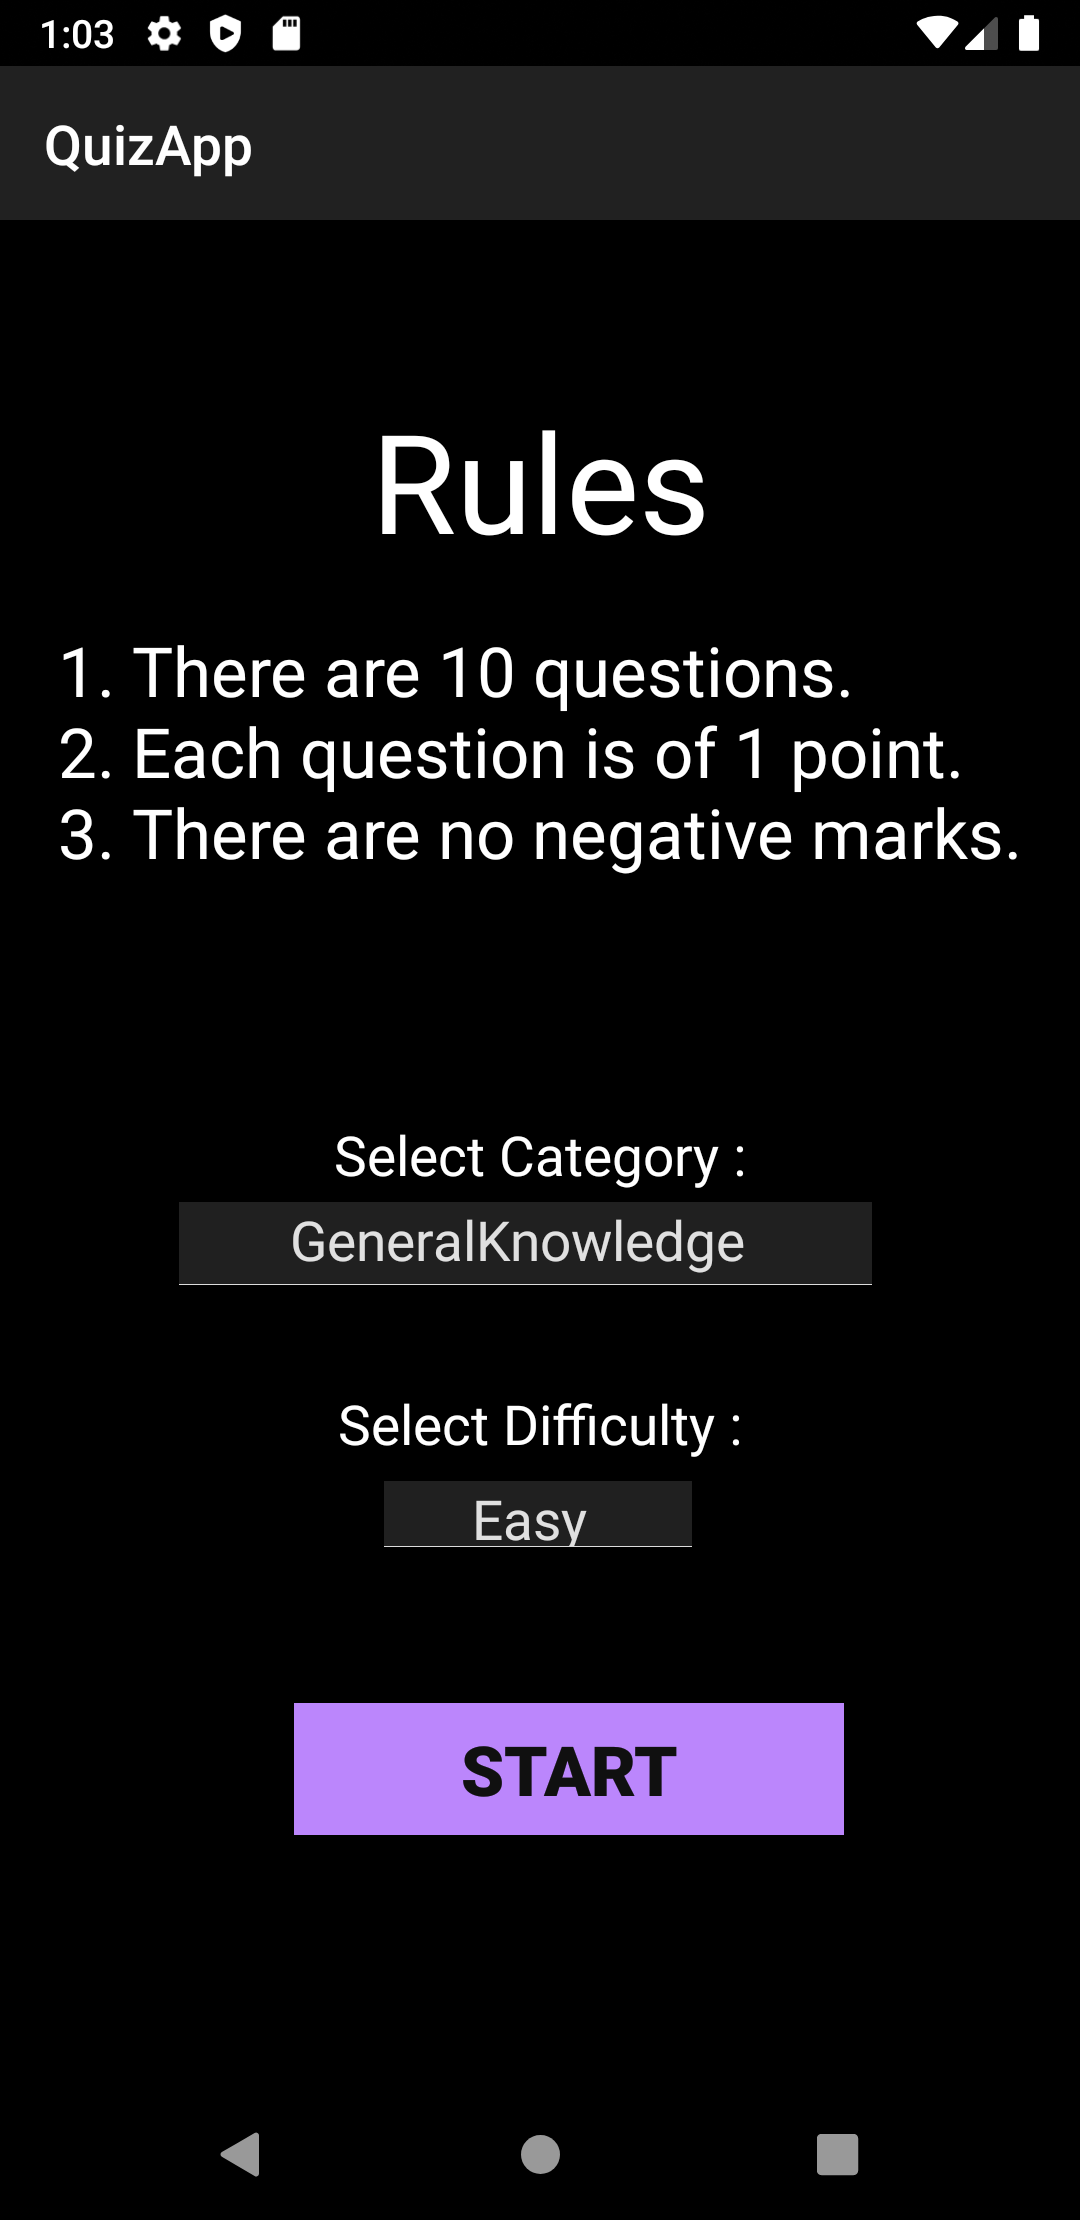 1:03
QuizApp
Rules
1. There are 10 questions.
2. Each question is of 1 point.
3. There are no negative marks.
Select Category :
GeneralKnowledge
Select Difficulty :
Easy
START